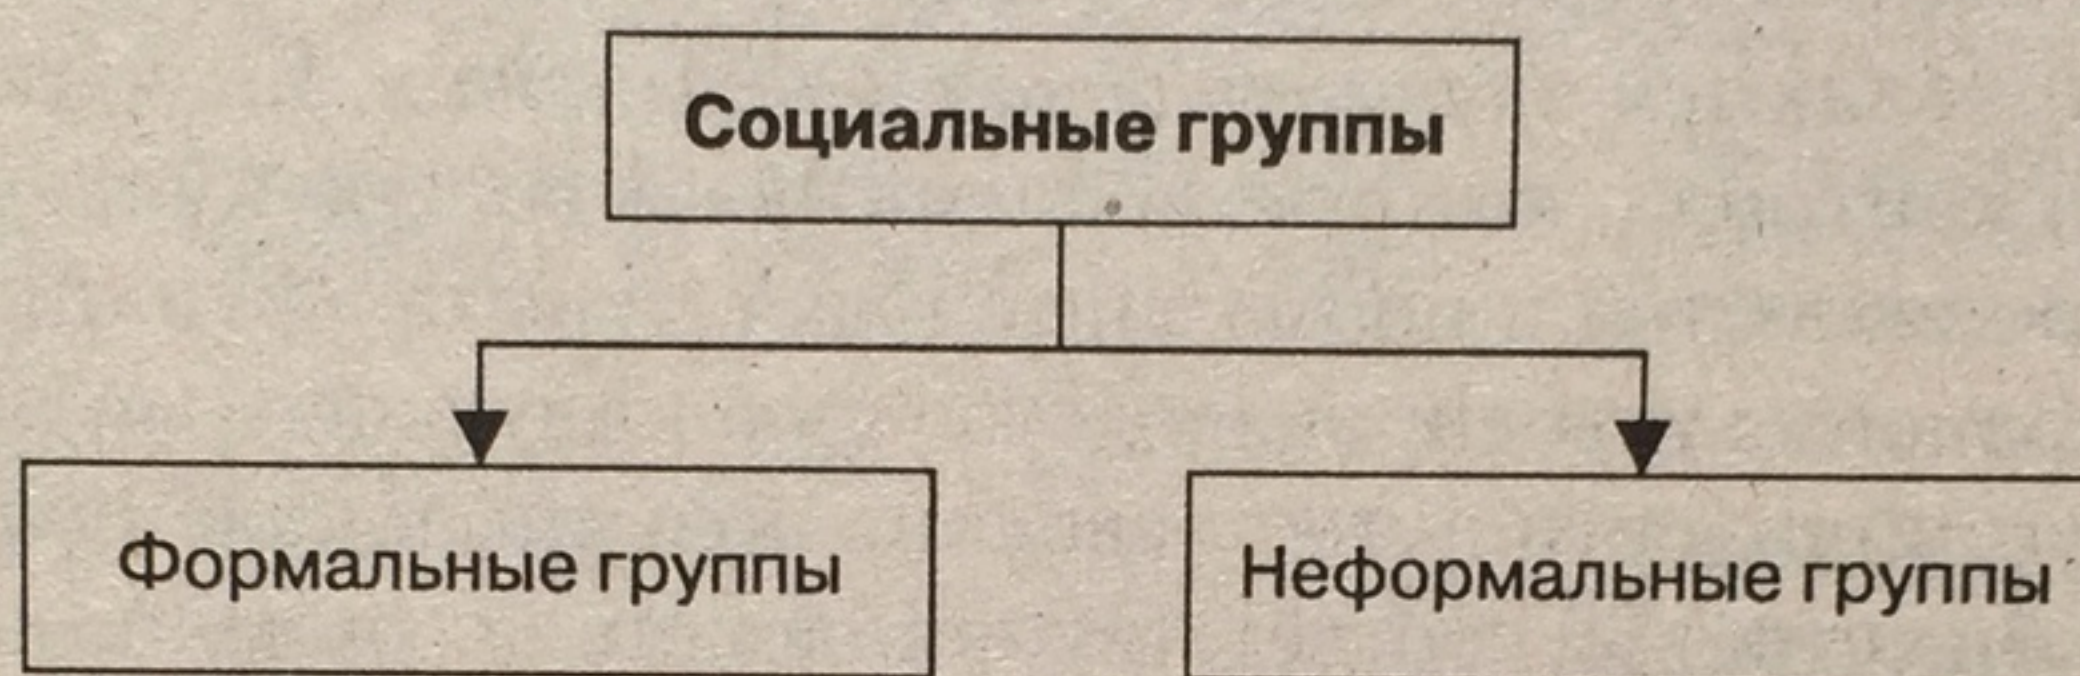 Социальные группы
Формальные группы
Неформальные группы